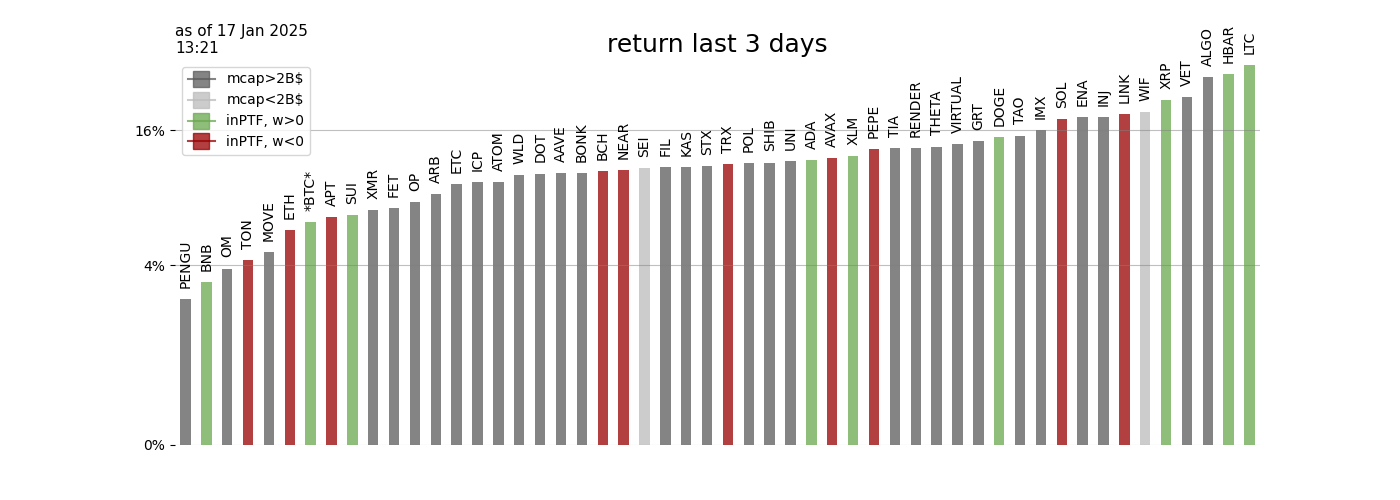 as of 17 Jan 2025
13:21
return last 3 days
mcap>2B$
mcap<2B$
inPTF, w>0
inPTF, w<0
16%
4%
0%
PENGU
BNB
OM
TON
MOVE
ETH
*BTC*
APT
SUI
XMR
FET
OP
ARB
ETC
ICP
ATOM
WLD
DOT
AAVE
BONK
BCH
NEAR
SEI
FIL
KAS
STX
TRX
POL
SHIB
UNI
ADA
AVAX
XLM
PEPE
TIA
RENDER
THETA
VIRTUAL
GRT
DOGE
TAO
IMX
SOL
ENA
INJ
LINK
WIF
XRP
VET
ALGO
HBAR
LTC